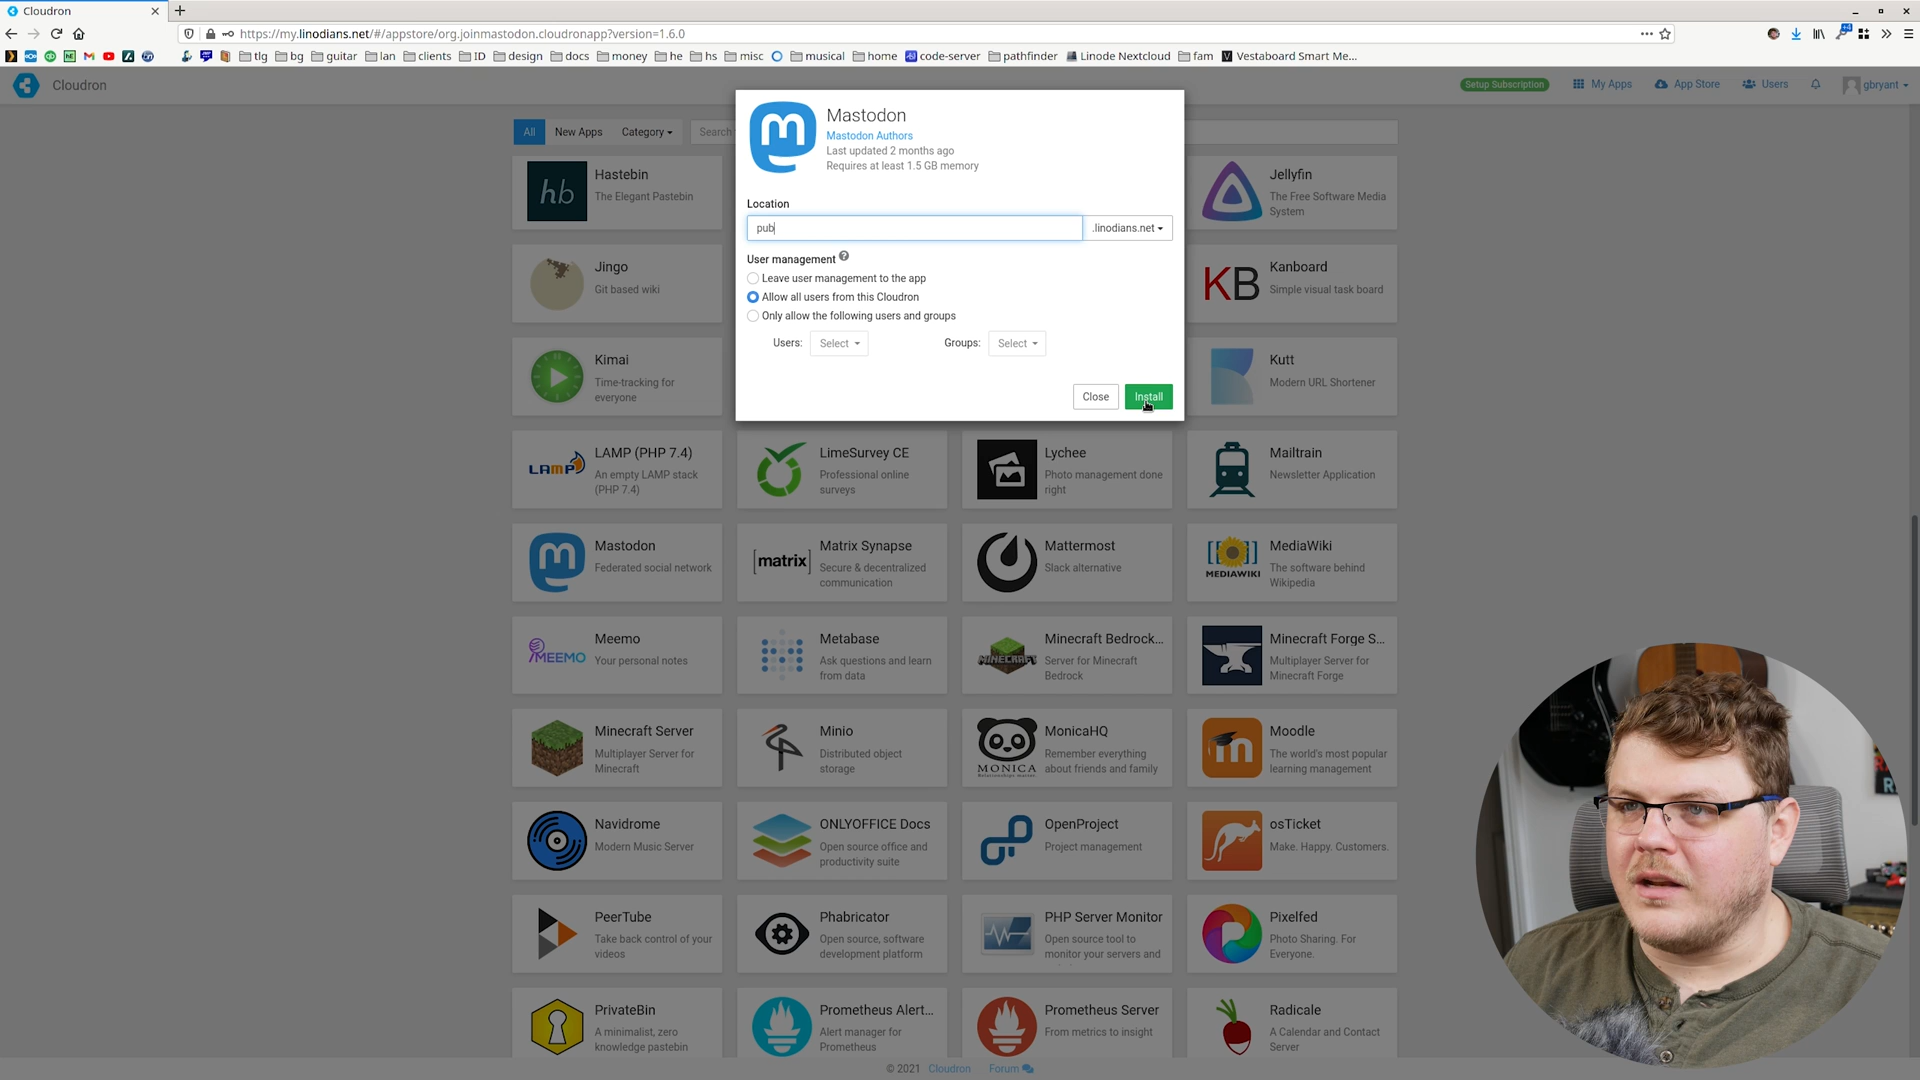 Cloudron
https://my.linodians.net/#/appstore/org.joinmastodon.cloudronapp?version=1.6.0
tlg
bg
guitar
lan
clients
ID
design
docs
money
he
hs
misc
musical
home
code-server
pathfinder
Linode Nextcloud
fam
Vestaboard Smart Me...
Cloudron
Setup Subscription
My Apps
App Store
Users
gbryant
All
New Apps
Category
Search
Mastodon
Mastodon Authors
Last updated 2 months ago
Requires at least 1.5 GB memory
Location
pub
.linodians.net
User management
Leave user management to the app
Allow all users from this Cloudron
Only allow the following users and groups
Users: Select
Groups: Select
Close
Install
hb
Hastebin
The Elegant Pastebin
Jellyfin
The Free Software Media
System
Jingo
Git based wiki
KB
Kanboard
Simple visual task board
Kimai
Time-tracking for
everyone
Kutt
Modern URL Shortener
LAMP
LAMP (PHP 7.4)
An empty LAMP stack
(PHP 7.4)
LimeSurvey CE
Professional online
surveys
Lychee
Photo management done
right
Mailtrain
Newsletter Application
Mastodon
Federated social network
[matrix]
Matrix Synapse
Secure & decentralized
communication
Mattermost
Slack alternative
MEDIAWIKI
MediaWiki
The software behind
Wikipedia
MEEMO
Meemo
Your personal notes
Metabase
Ask questions and learn
from data
MINECRAFT
Minecraft Bedrock...
Server for Minecraft
Bedrock
Minecraft Forge S...
Multiplayer Server for
Minecraft Forge
Minecraft Server
Multiplayer Server for
Minecraft
Minio
Distributed object
storage
MONICA
MonicaHQ
Remember everything
about friends and family
Moodle
The world's most popular
learning management
Navidrome
Modern Music Server
ONLYOFFICE Docs
Open source office and
productivity suite
OpenProject
Project management
osTicket
Make. Happy. Customers.
PeerTube
Take back control of your
videos
Phabricator
Open source, software
development platform
PHP Server Monitor
Open source tool to
monitor your servers and
Pixelfed
Photo Sharing. For
Everyone.
PrivateBin
A minimalist, zero
knowledge pastebin
Prometheus Alert...
Alert manager for
Prometheus
Prometheus Server
From metrics to insight
Radicale
A Calendar and Contact
Server
© 2021 Cloudron Forum